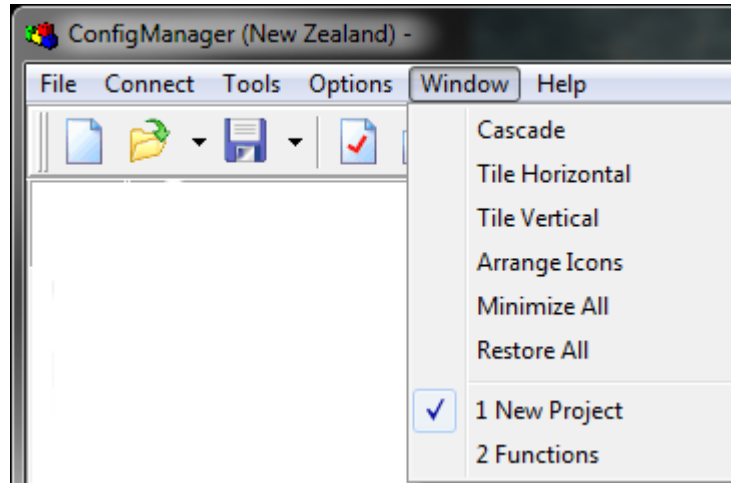 ConfigManager (New Zealand) -
File Connect Tools Options Window Help
Cascade
Tile Horizontal
Tile Vertical
Arrange Icons
Minimize All
Restore All
1 New Project
2 Functions